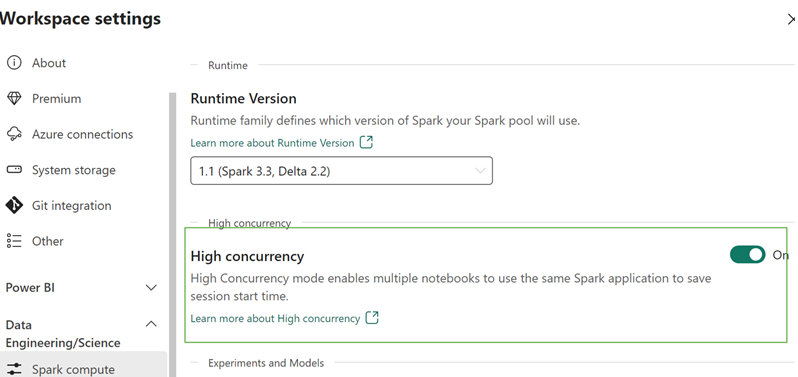 Workspace settings
About
Premium
Azure connections
System storage
Git integration
Other
Power BI
Data
Engineering/Science
Spark compute
Runtime
Runtime Version
Runtime family defines which version of Spark your Spark pool will use.
Learn more about Runtime Version
1.1 (Spark 3.3, Delta 2.2)
High concurrency
High concurrency
On
High Concurrency mode enables multiple notebooks to use the same Spark application to save
session start time.
Learn more about High concurrency
Experiments and Models